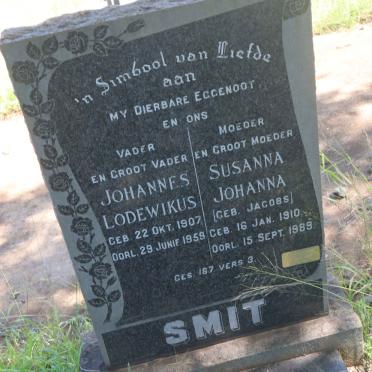 'n Simbool van Liefde
aan
MY DIERBARE EGGENOOT
EN ONS
VADER
EN GROOT VADER
JOHANNES
LODEWIKUS
GEB. 22 OKT. 1907
OORL. 29 JUNIE 1959
MOEDER
EN GROOT MOEDER
SUSANNA
JOHANNA
(GEB. JACOBS)
GEB. 16 JAN. 1910
OORL. 15 SEPT. 1988
GES. 167 VERS 3.
SMIT